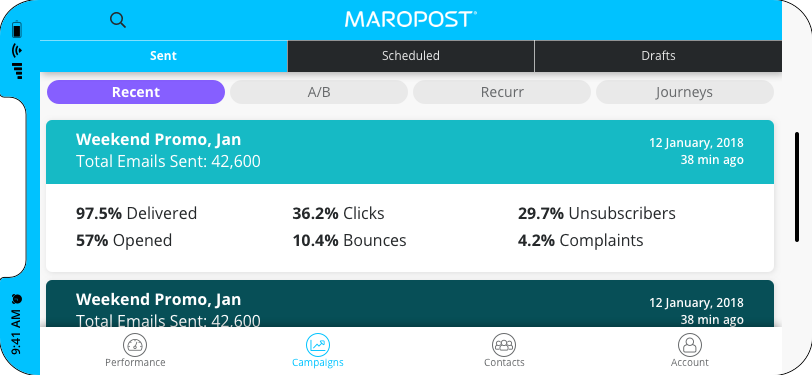 9:41 AM
MAROPOST
Sent
Scheduled
Drafts
Recent
A/B
Recurr
Journeys
Weekend Promo, Jan
12 January, 2018
Total Emails Sent: 42,600
38 min ago
97.5% Delivered
36.2% Clicks
29.7% Unsubscribers
57% Opened
10.4% Bounces
4.2% Complaints
Weekend Promo, Jan
12 January, 2018
Total Emails Sent: 42,600
38 min ago
Performance
Campaigns
Contacts
Account